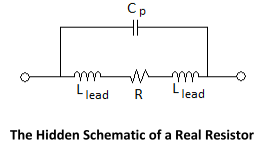 Cp
Llead R Llead
The Hidden Schematic of a Real Resistor